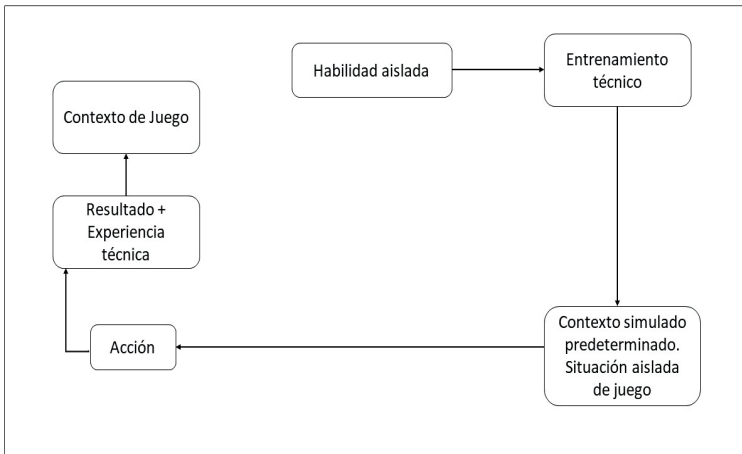 Habilidad aislada
Entrenamiento
técnico
Contexto simulado
predeterminado.
Situación aislada
de juego
Acción
Resultado +
Experiencia
técnica
Contexto de Juego